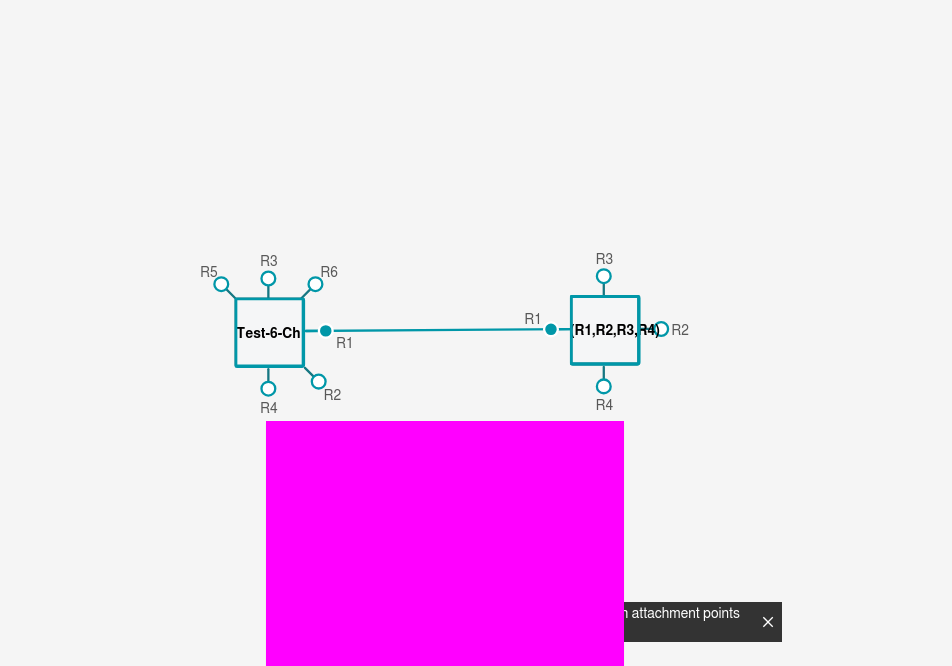 R5
R3
R6
Test-6-Ch
R1
R2
R4
R3
R1
(R1,R2,R3,R4)
R2
R4
attachment points